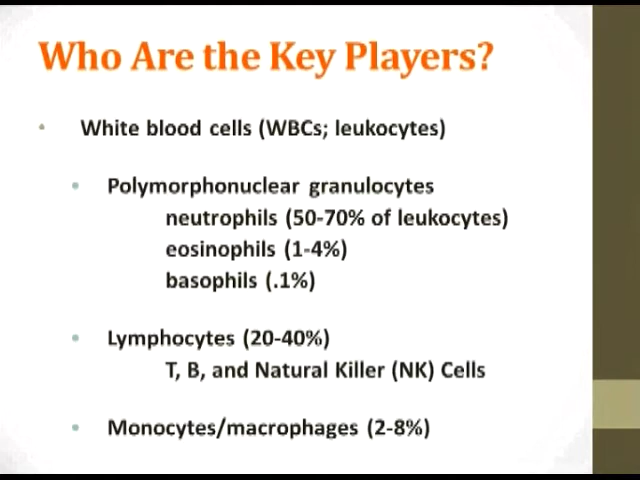 Who Are the Key Players?
• White blood cells (WBCs; leukocytes)
• Polymorphonuclear granulocytes
neutrophils (50-70% of leukocytes)
eosinophils (1-4%)
basophils (.1%)
• Lymphocytes (20-40%)
T, B, and Natural Killer (NK) Cells
• Monocytes/macrophages (2-8%)